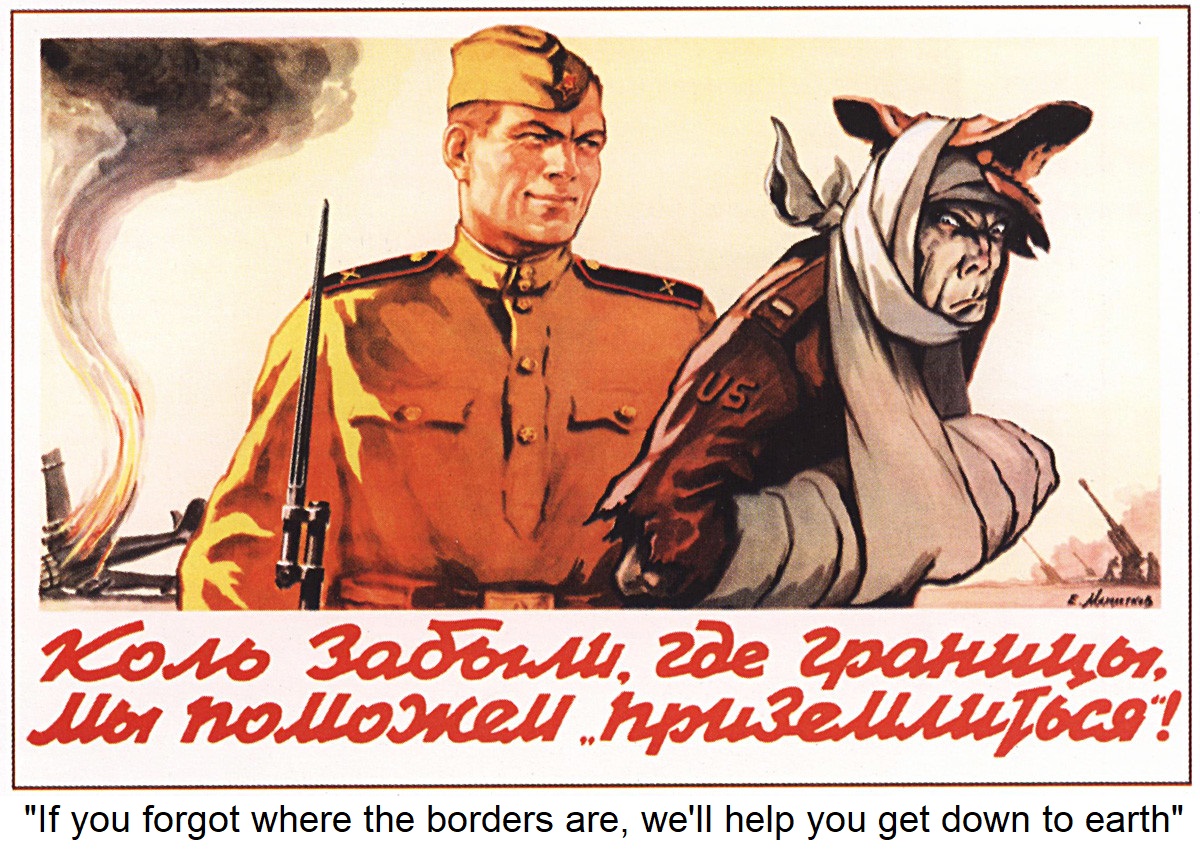 US
Е. Мамитков
Коль забыли, где границы,
мы поможем „приземлиться“!
"If you forgot where the borders are, we'll help you get down to earth"